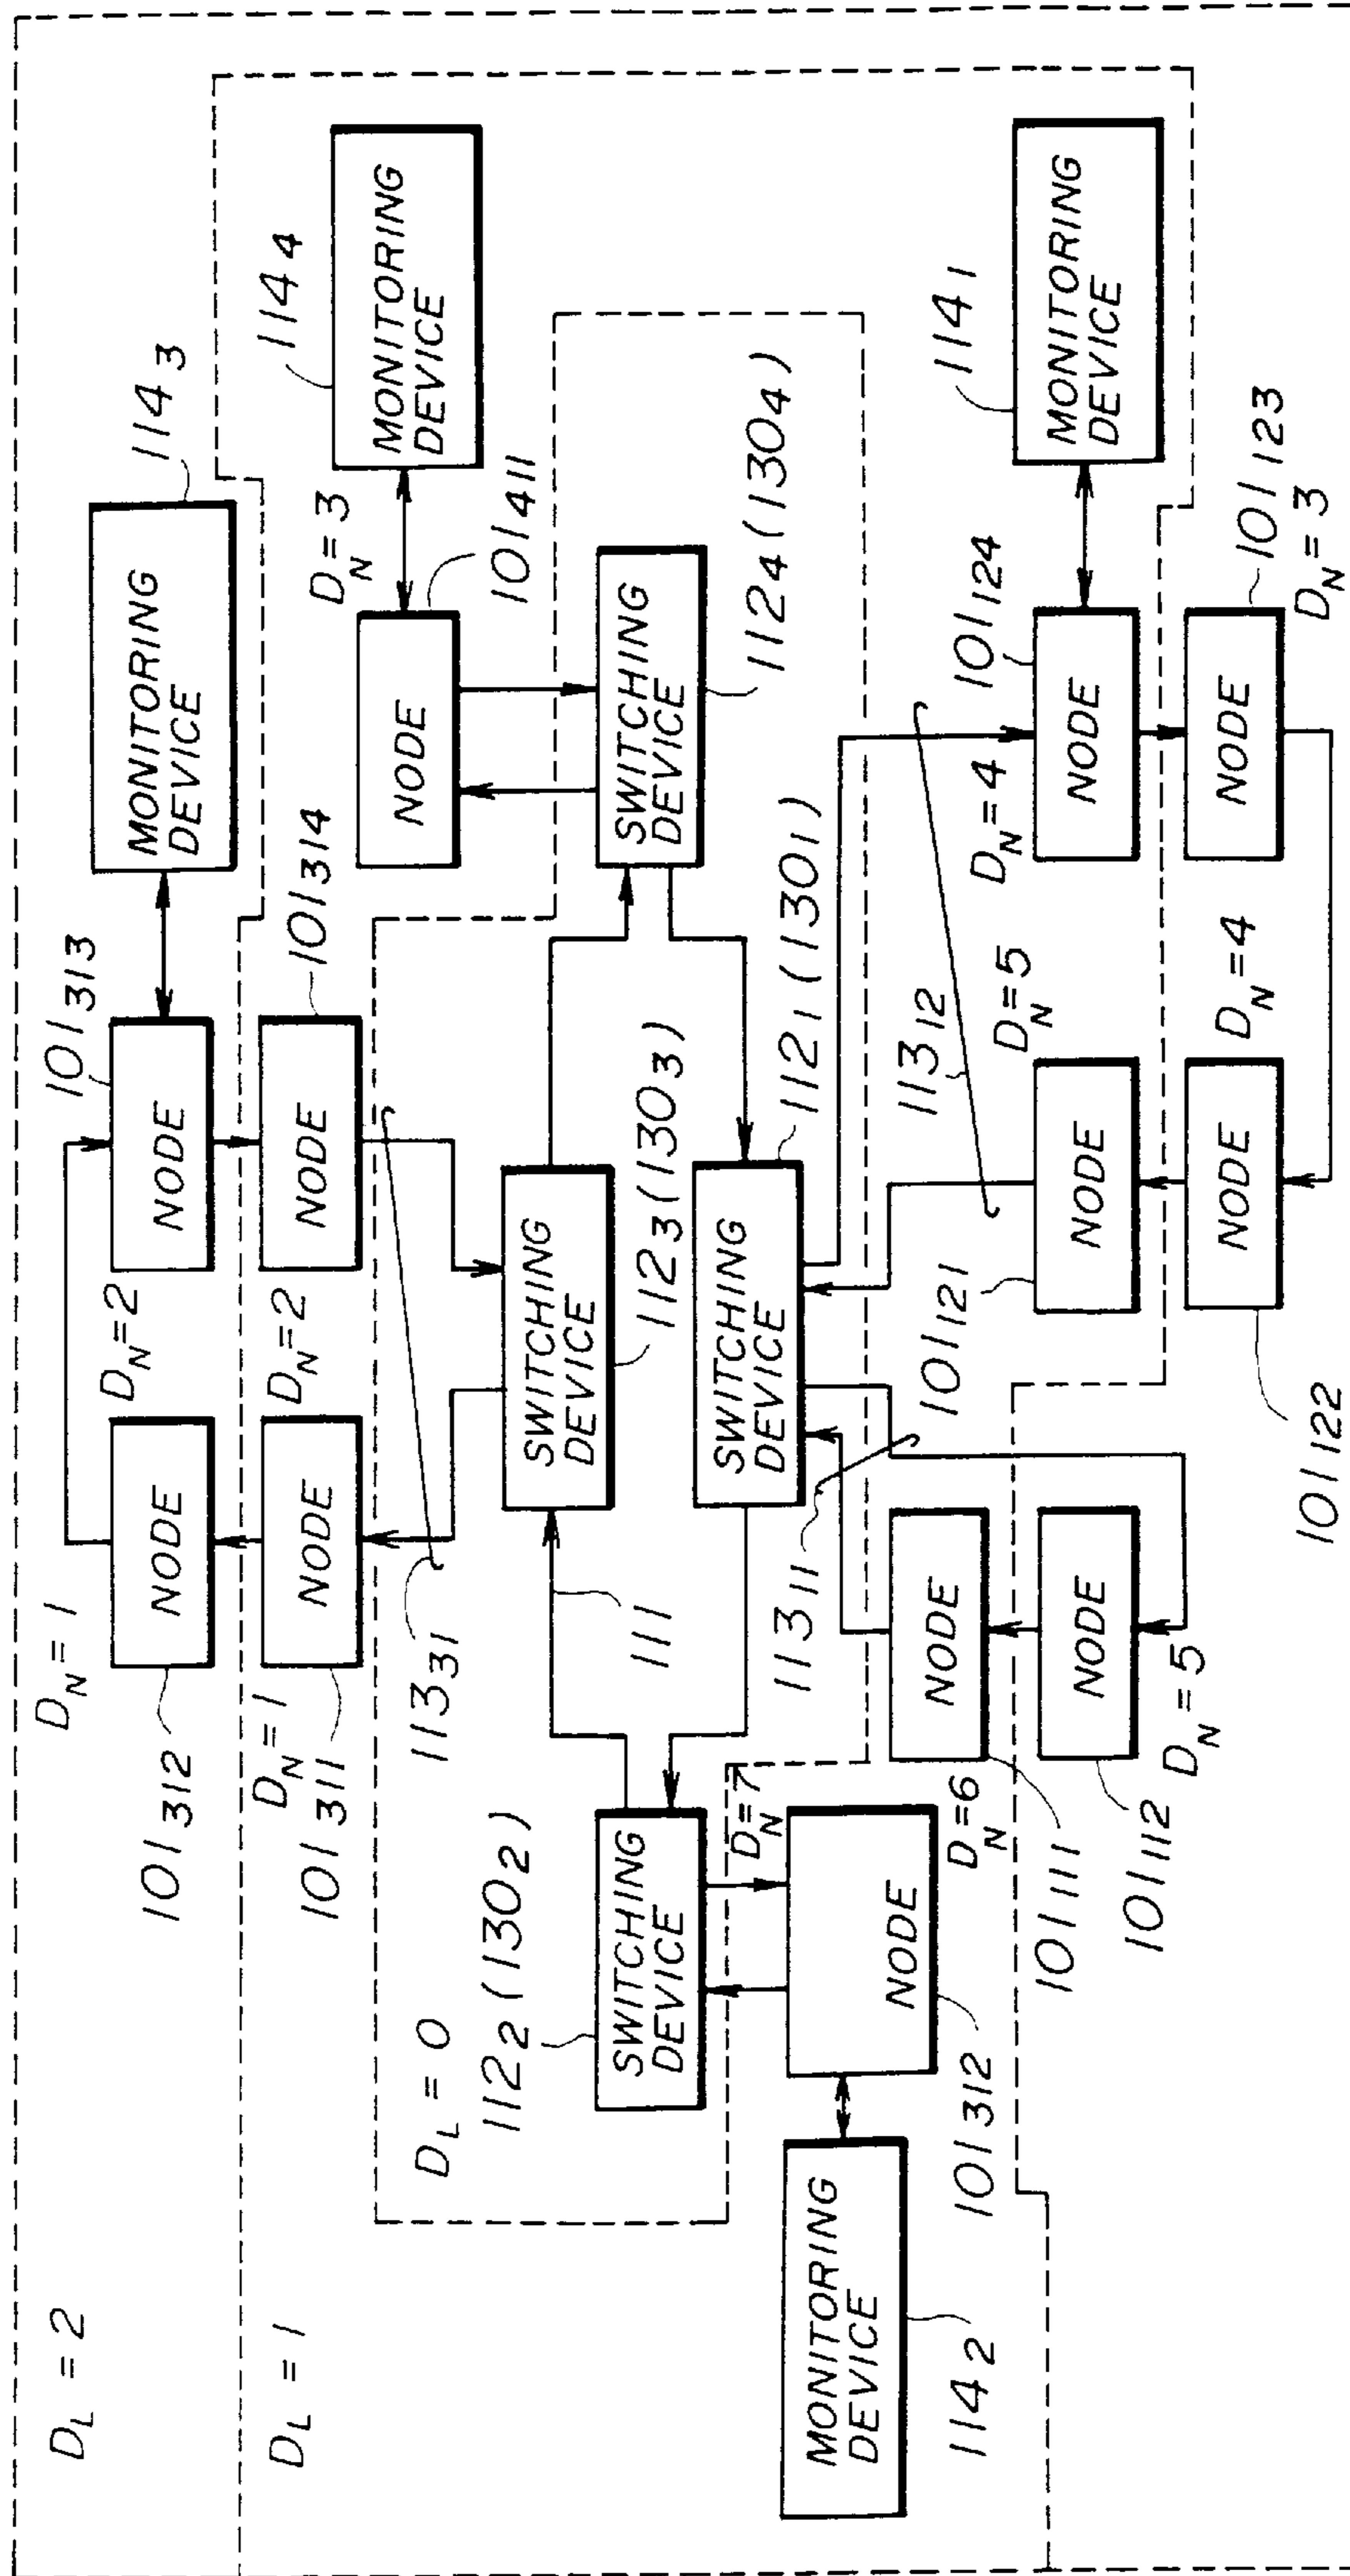 D_L = 2
D_N = 1
101_312
NODE
D_N = 2
NODE
101_313
MONITORING
DEVICE
114_3
D_L = 1
D_N = 1
101_311
NODE
D_N = 2
NODE
101_314
D_N = 3
NODE
101_411
MONITORING
DEVICE
114_4
113_31
D_L = 0
112_2 (130_2)
SWITCHING
DEVICE
111
SWITCHING
DEVICE
112_3 (130_3)
SWITCHING
DEVICE
112_4 (130_4)
SWITCHING
DEVICE
112_1 (130_1)
113_11
113_12
D_N = 7
NODE
101_312
MONITORING
DEVICE
114_2
D_N = 6
NODE
101_111
NODE
101_112
D_N = 5
101_121
NODE
D_N = 5
D_N = 4
NODE
101_124
MONITORING
DEVICE
114_1
NODE
101_122
D_N = 4
NODE
101_123
D_N = 3